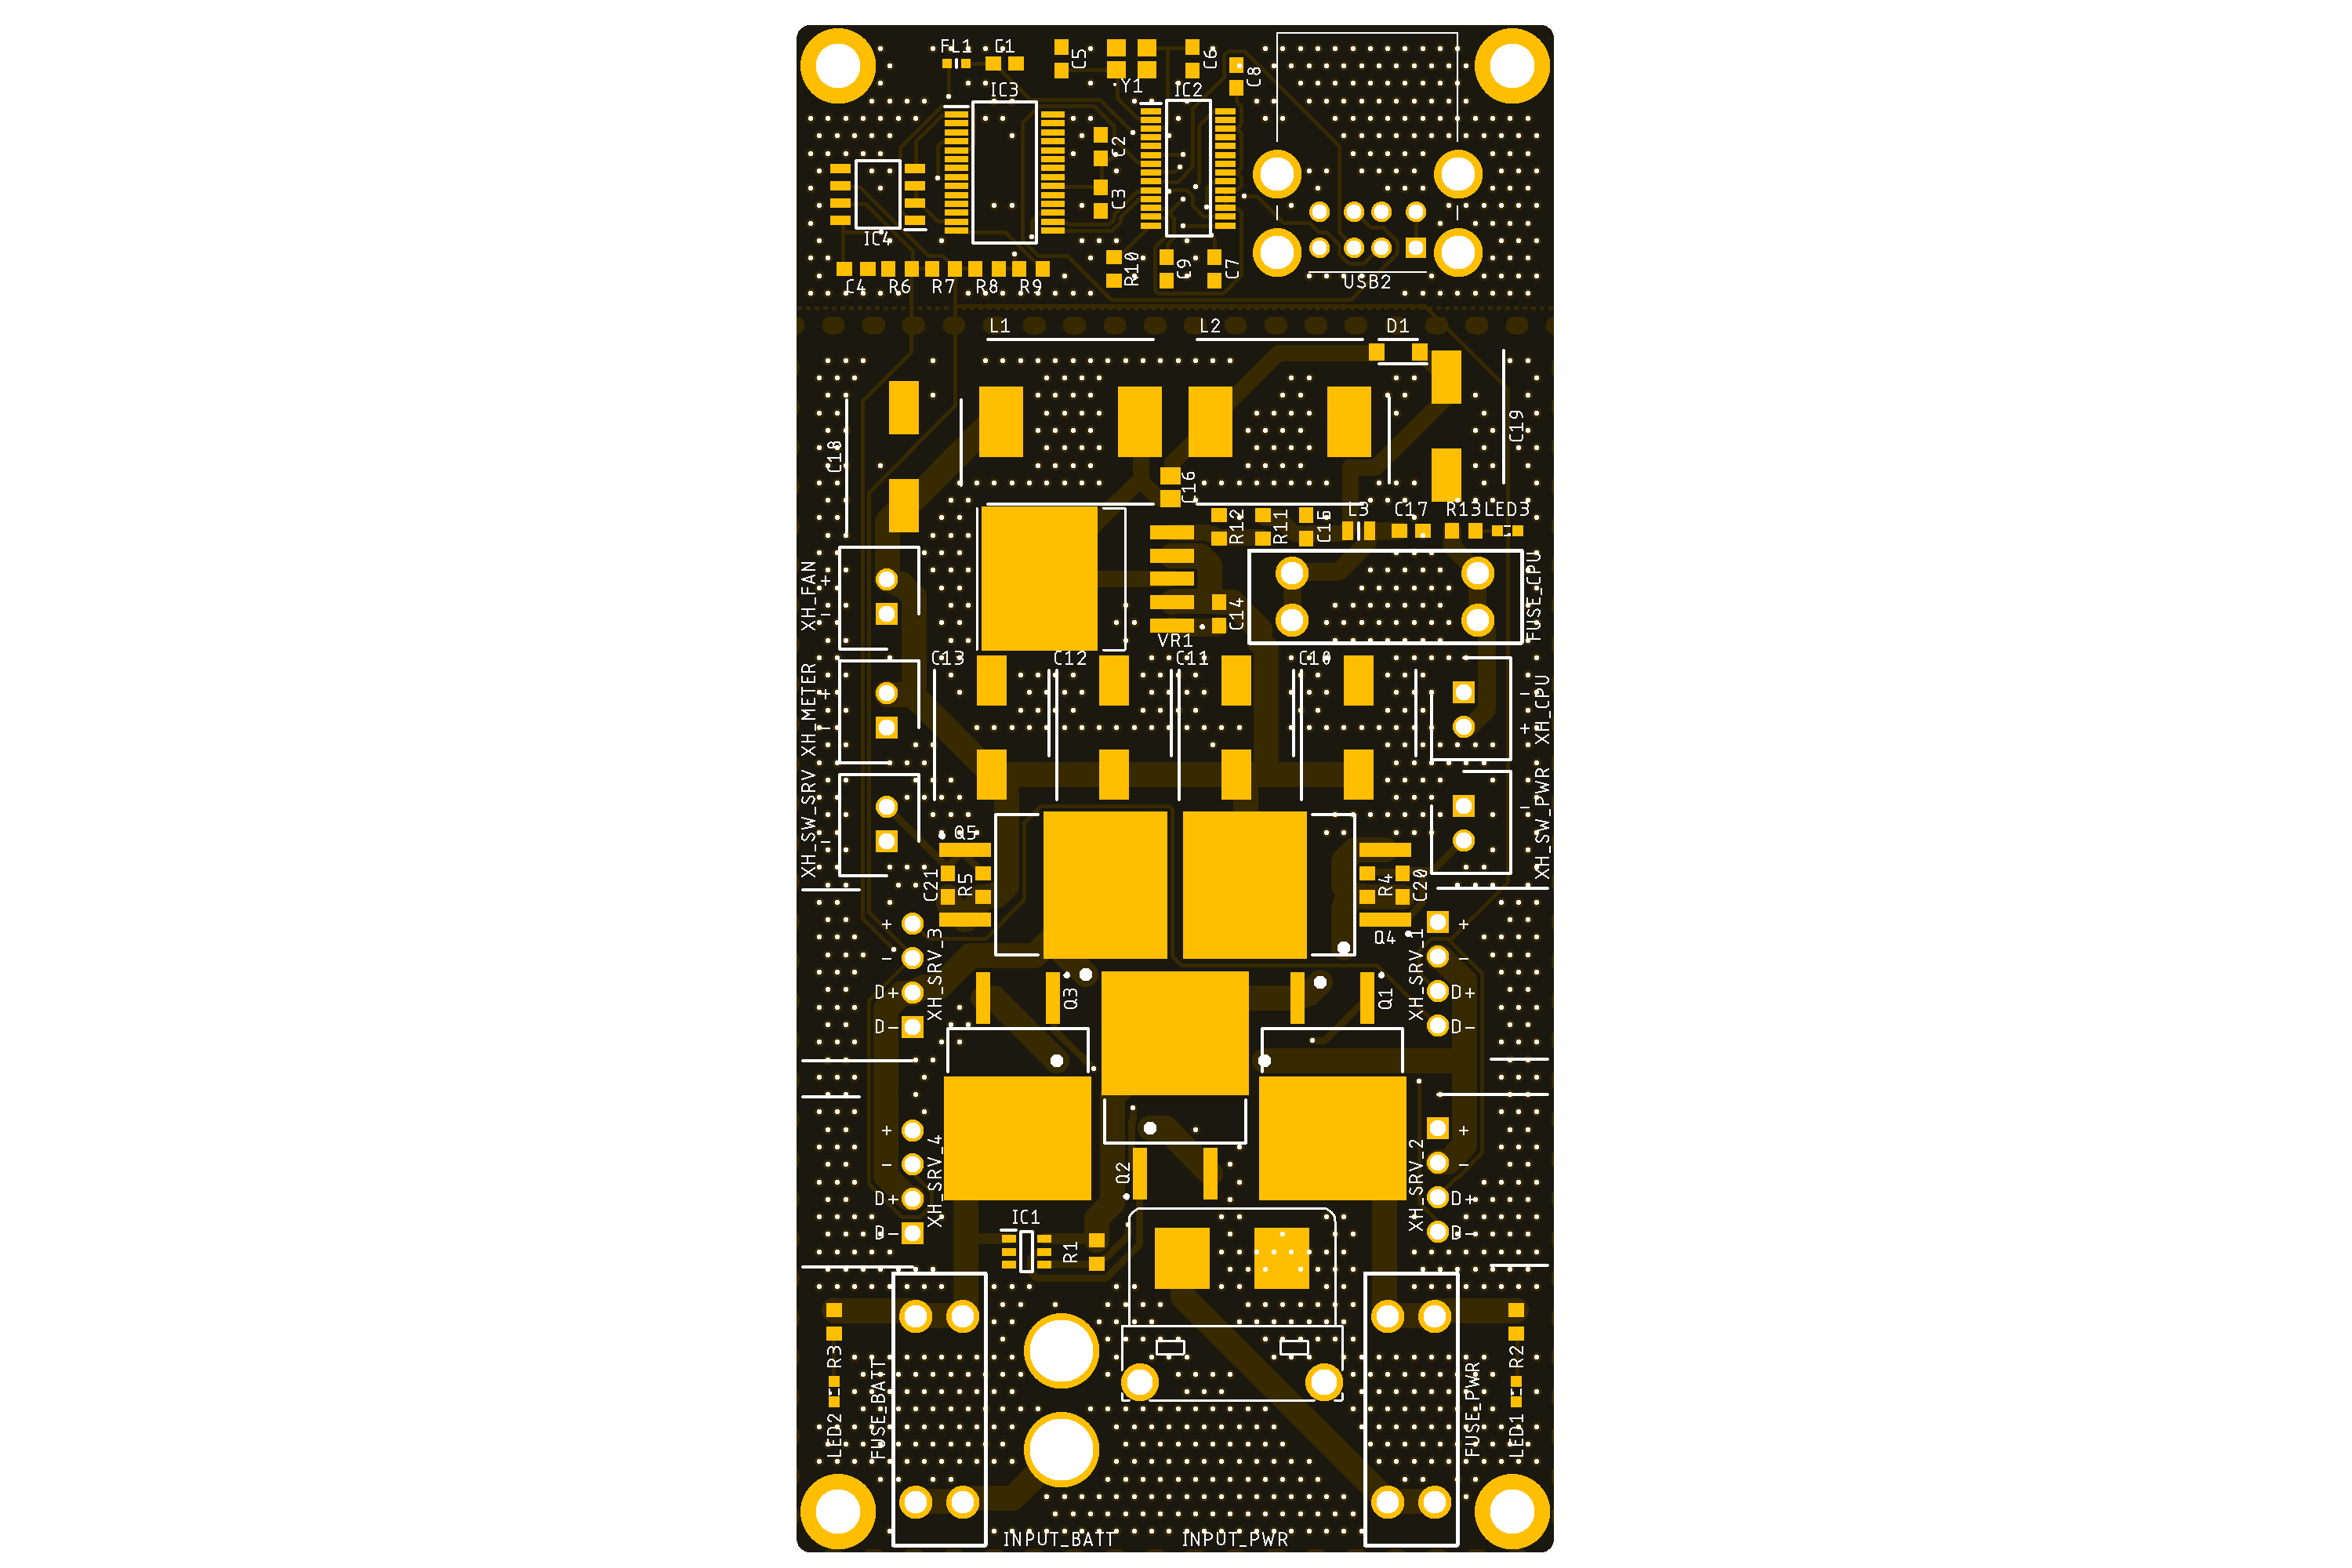 FL1
C1
C5
Y1
C6
C8
IC3
IC2
C2
C3
IC4
C4
R6
R7
R8
R9
R10
C9
C7
USB2
L1
L2
D1
C18
C19
C16
R12
R11
C15
L3
C17
R13
LED3
XH_FAN
+
−
C14
VR1
FUSE_CPU
C13
C12
C11
C10
XH_METER
+
−
−
+
XH_CPU
XH_SW_SRV
−
−
XH_SW_PWR
Q5
C21
R5
R4
C20
Q4
+
−
D+
D−
XH_SRV_3
Q3
Q1
XH_SRV_1
+
−
D+
D−
+
−
D+
D−
XH_SRV_4
Q2
XH_SRV_2
+
−
D+
D−
IC1
R1
R3
LED2
FUSE_BATT
FUSE_PWR
R2
LED1
INPUT_BATT
INPUT_PWR